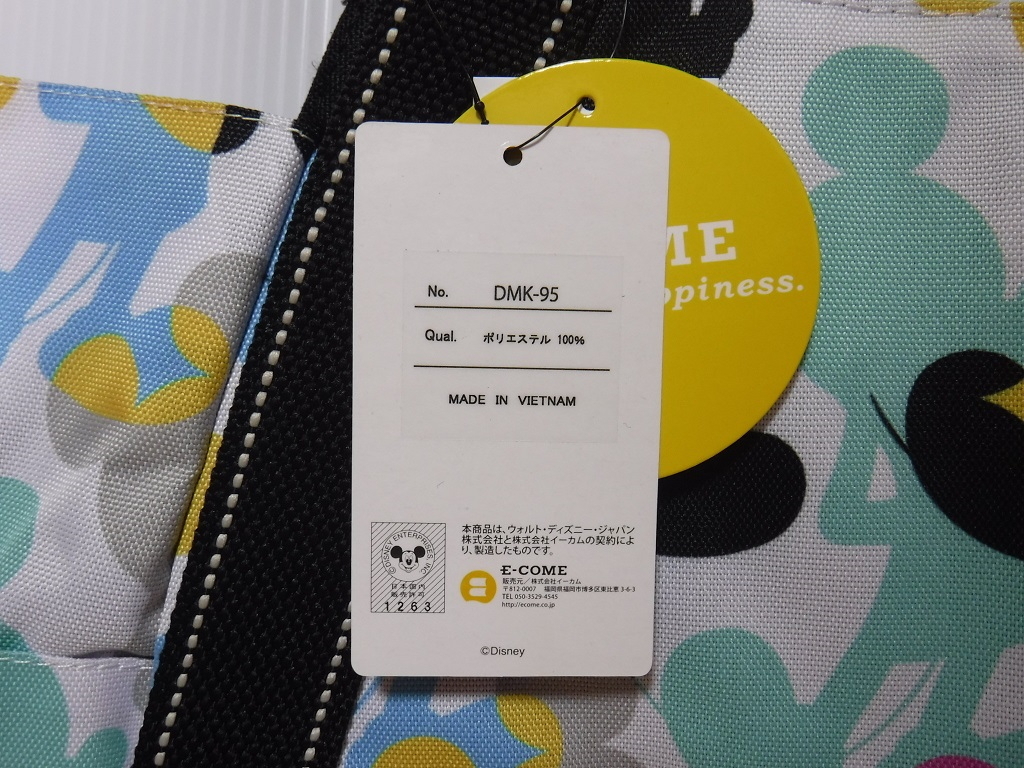 ME
ppiness.
No. DMK-95
Qual. ポリエステル 100%
MADE IN VIETNAM
©DISNEY ENTERPRISES, INC.
日本国内
販売許可
1263
本商品は、ウォルト・ディズニー・ジャパン
株式会社と株式会社イーカムの契約によ
り、製造したものです。
E-COME
販売元／株式会社イーカム
〒812-0007 福岡県福岡市博多区東比恵 3-6-3
TEL 050-3529-4545
http://ecome.co.jp
©Disney